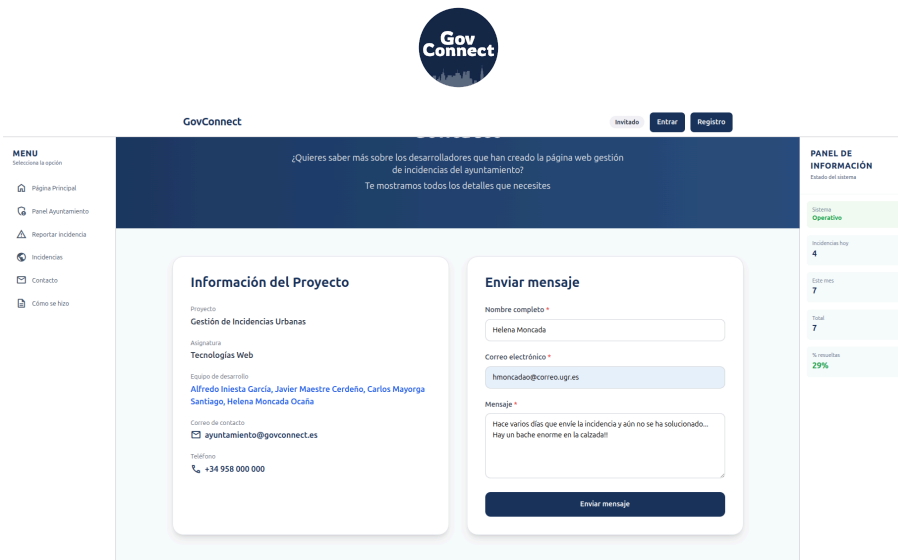 Gov
Connect
GovConnect
Invitado
Entrar
Registro
MENU
Selecciona la opción
Página Principal
Panel Ayuntamiento
Reportar incidencia
Incidencias
Contacto
Cómo se hizo
¿Quieres saber más sobre los desarrolladores que han creado la página web gestión
de incidencias del ayuntamiento?
Te mostramos todos los detalles que necesites
Información del Proyecto
Proyecto
Gestión de Incidencias Urbanas
Asignatura
Tecnologías Web
Equipo de desarrollo
Alfredo Iniesta García, Javier Maestre Cerdeño, Carlos Mayorga
Santiago, Helena Moncada Ocaña
Correo de contacto
ayuntamiento@govconnect.es
Teléfono
+34 958 000 000
Enviar mensaje
Nombre completo *
Helena Moncada
Correo electrónico *
hmoncadao@correo.ugr.es
Mensaje *
Hace varios días que envíe la incidencia y aún no se ha solucionado...
Hay un bache enorme en la calzada!!
Enviar mensaje
PANEL DE
INFORMACIÓN
Estado del sistema
Sistema
Operativo
Incidencias hoy
4
Este mes
7
Total
7
% resueltas
29%